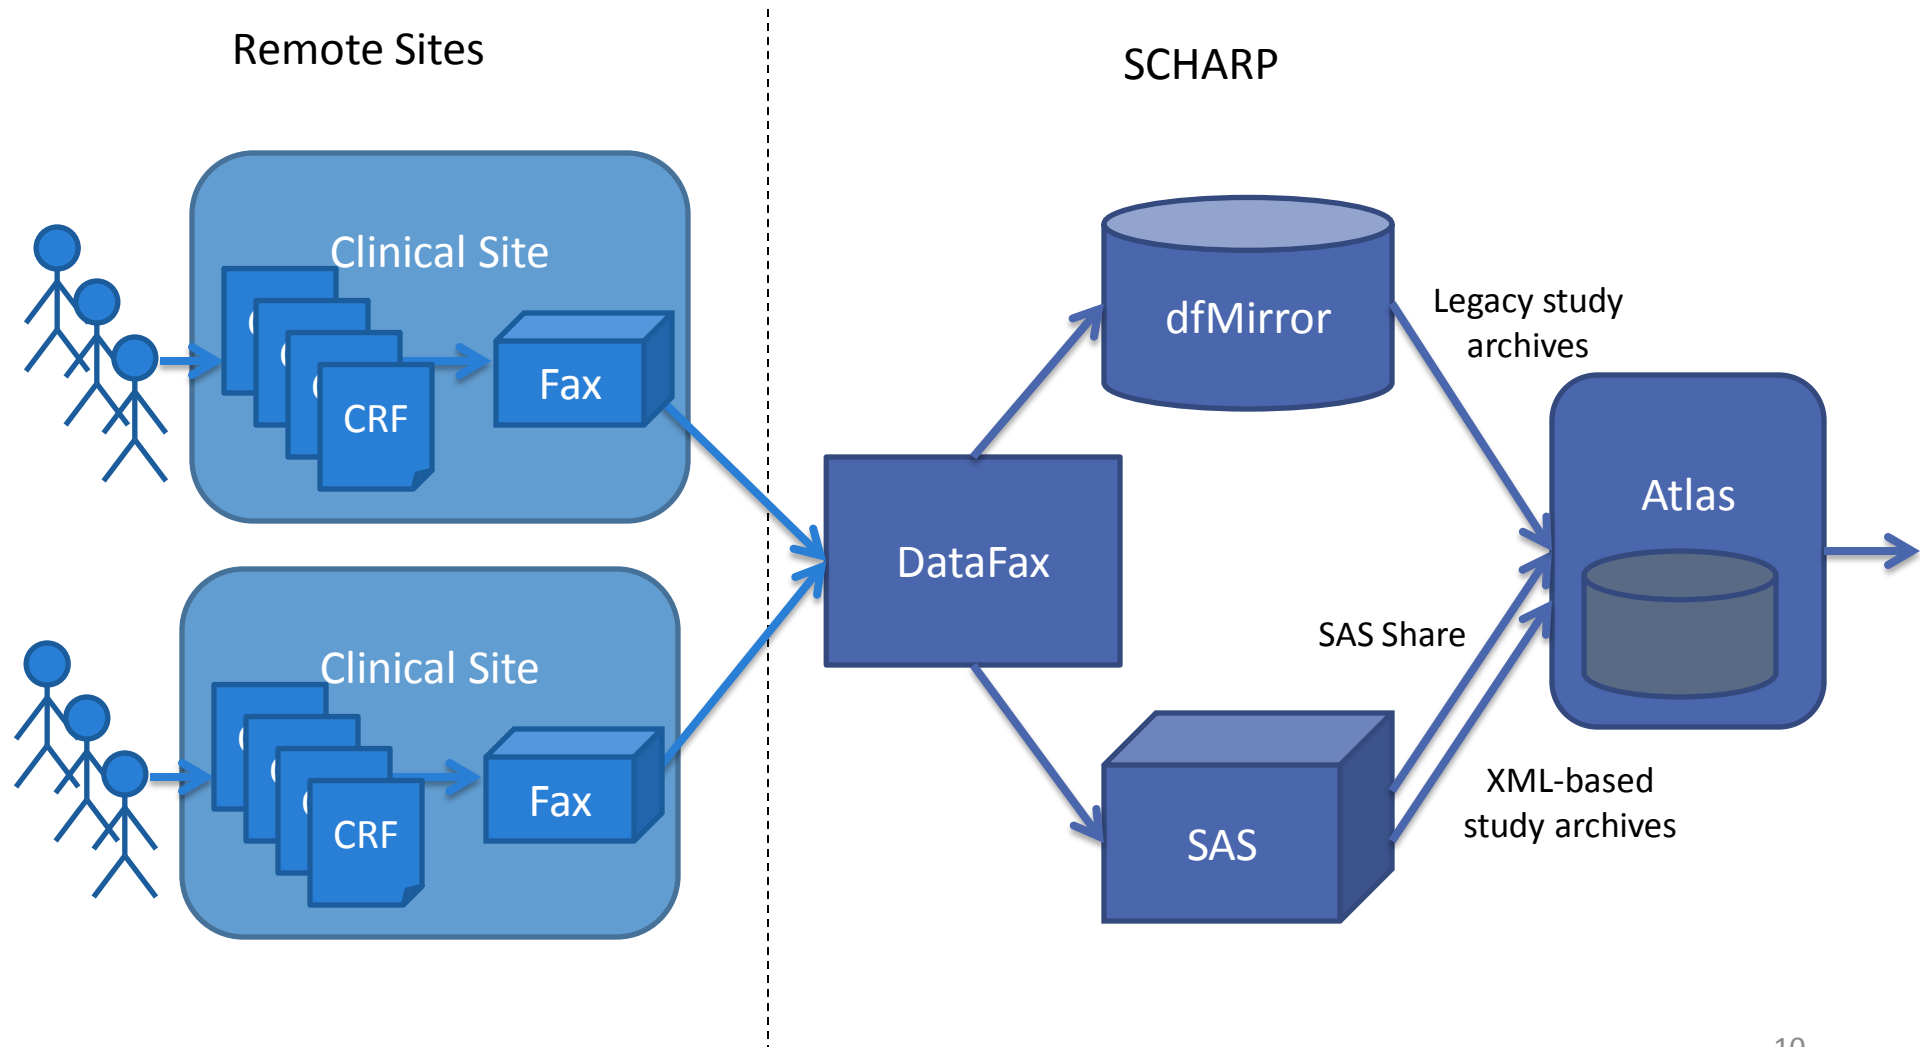 Remote Sites
SCHARP
Clinical Site
CRF
Fax
Clinical Site
CRF
Fax
DataFax
dfMirror
Legacy study
archives
SAS Share
SAS
XML-based
study archives
Atlas
10